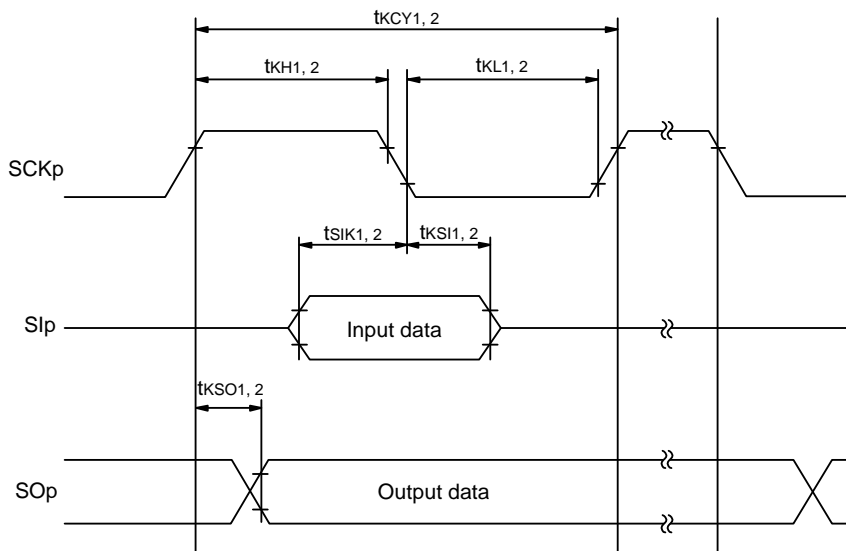 tKCY1, 2
tKH1, 2
tKL1, 2
SCKp
tSIK1, 2
tKSI1, 2
SIp
Input data
tKSO1, 2
SOp
Output data